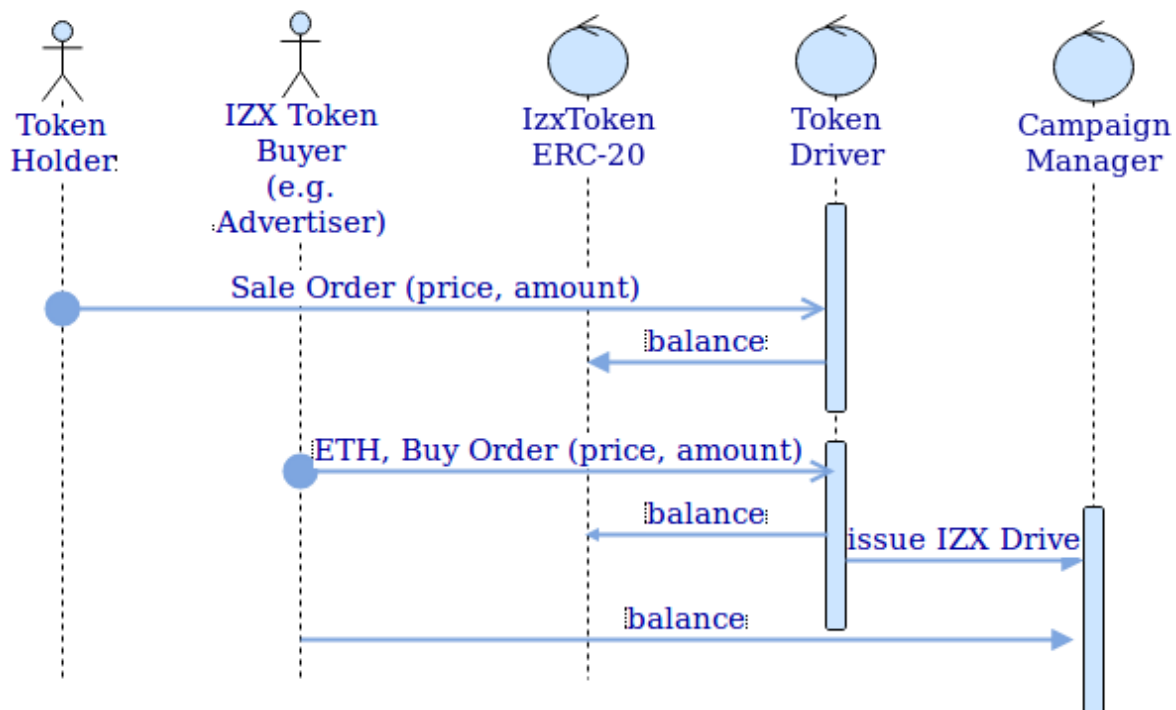 Token
Holder
IZX Token
Buyer
(e.g.
Advertiser)
IzxToken
ERC-20
Token
Driver
Campaign
Manager
Sale Order (price, amount)
balance
ETH, Buy Order (price, amount)
balance
issue IZX Drive
balance